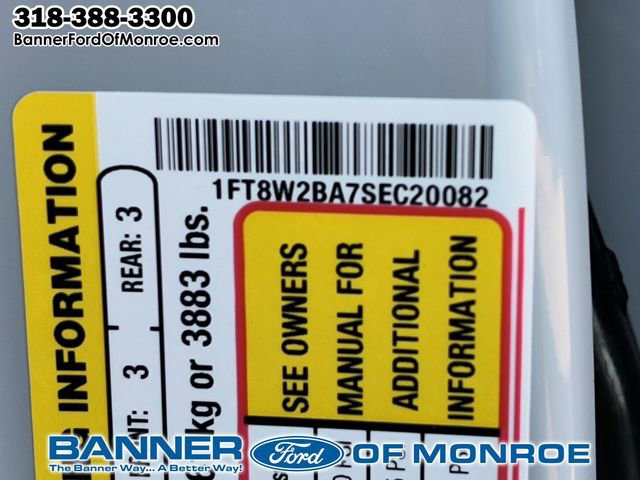 318-388-3300
BannerFordOfMonroe.com
1FT8W2BA7SEC20082
INFORMATION
REAR: 3
3
kg or 3883 lbs.
SEE OWNERS
MANUAL FOR
ADDITIONAL
INFORMATION
BANNER Ford OF MONROE
The Banner Way... A Better Way!